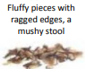 Fluffy pieces with
ragged edges, a
mushy stool